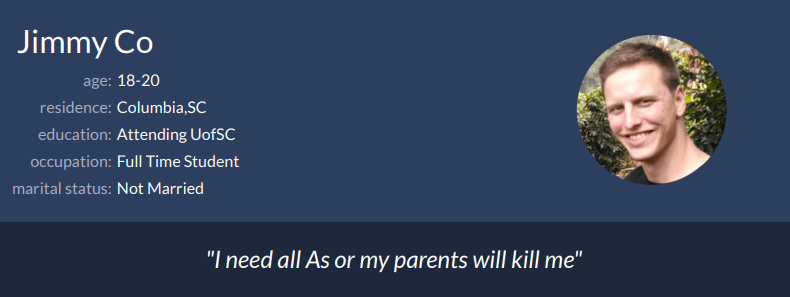 Jimmy Co
age: 18-20
residence: Columbia,SC
education: Attending UofSC
occupation: Full Time Student
marital status: Not Married
"I need all As or my parents will kill me"